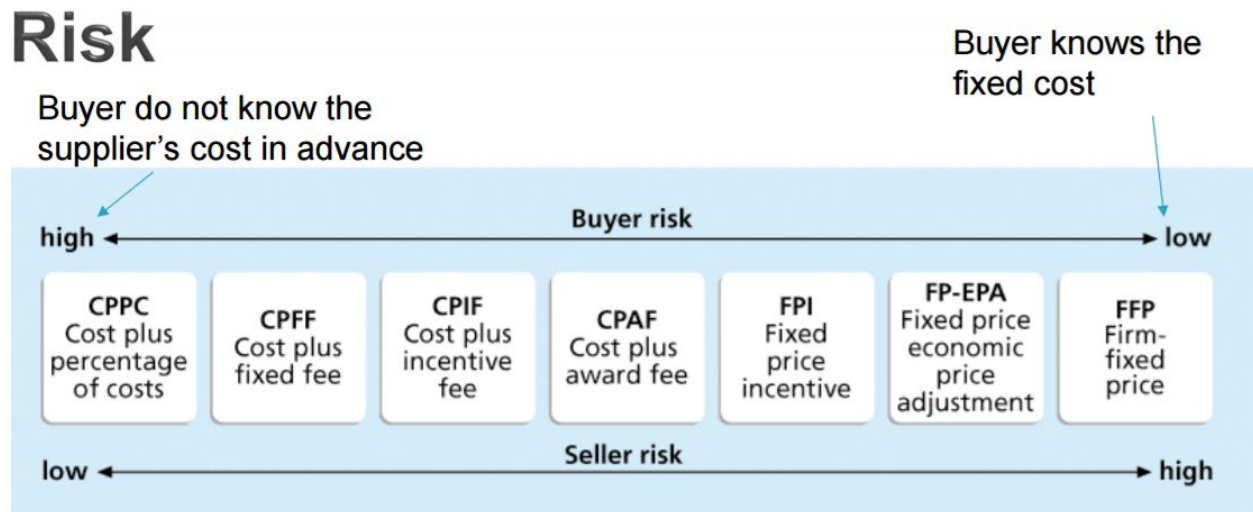 Risk
Buyer knows the
fixed cost
Buyer do not know the
supplier's cost in advance
Buyer risk
high
low
CPPC
Cost plus
percentage
of costs
CPFF
Cost plus
fixed fee
CPIF
Cost plus
incentive
fee
CPAF
Cost plus
award fee
FPI
Fixed
price
incentive
FP-EPA
Fixed price
economic
price
adjustment
FFP
Firm-
fixed
price
Seller risk
low
high